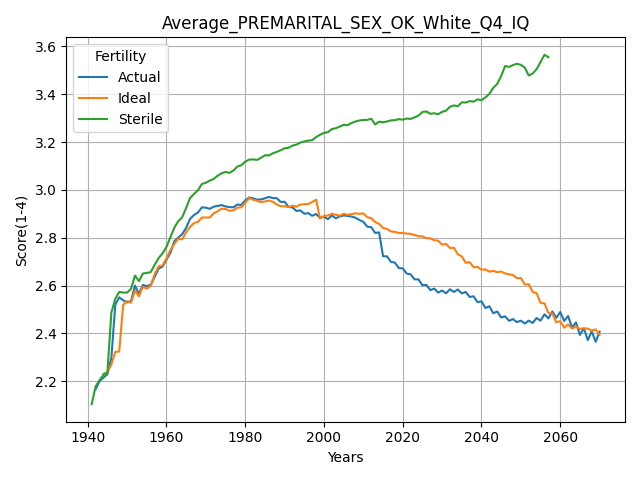 Average_PREMARITAL_SEX_OK_White_Q4_IQ
Fertility
Actual
Ideal
Sterile
Score(1-4)
3.6
3.4
3.2
3.0
2.8
2.6
2.4
2.2
1940 1960 1980 2000 2020 2040 2060
Years